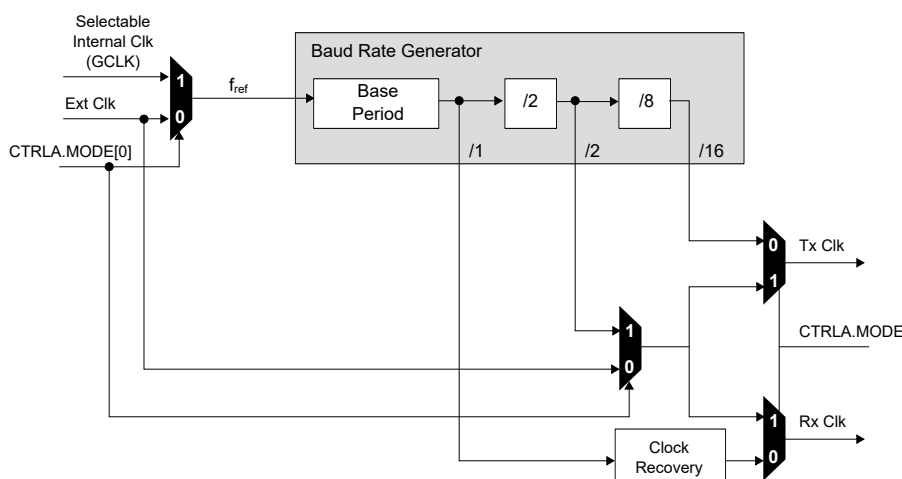 Selectable
Internal Clk
(GCLK)
Baud Rate Generator
1
fref
Base
Period
/2
/8
Ext Clk
0
CTRLA.MODE[0]
/1
/2
/16
0
Tx Clk
1
1
CTRLA.MODE
0
1
Rx Clk
Clock
Recovery
0